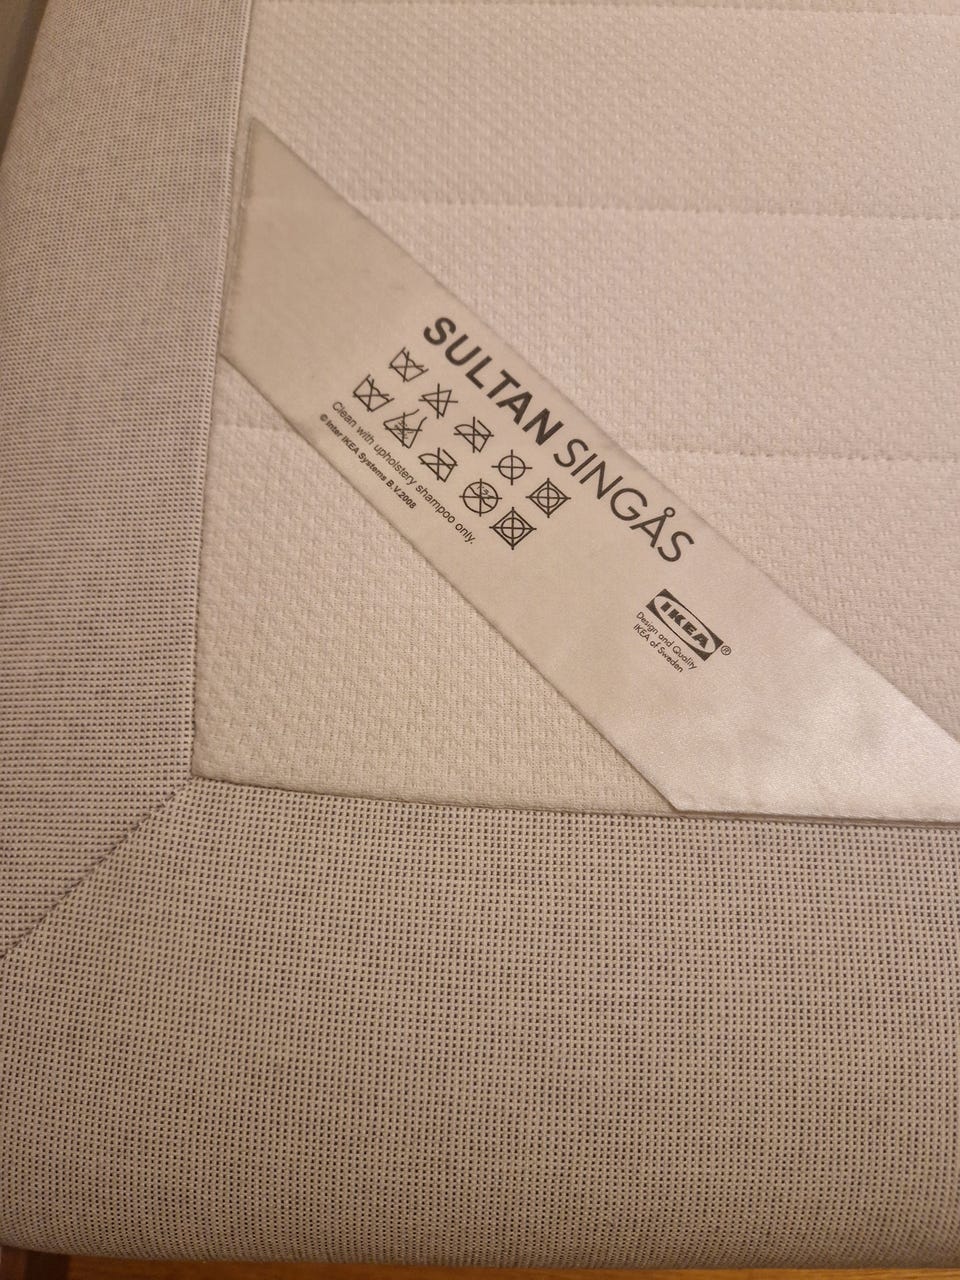 SULTAN SINGÅS
Clean with upholstery shampoo only.
© Inter IKEA Systems B.V.2008
IKEA®
Design and Quality
IKEA of Sweden